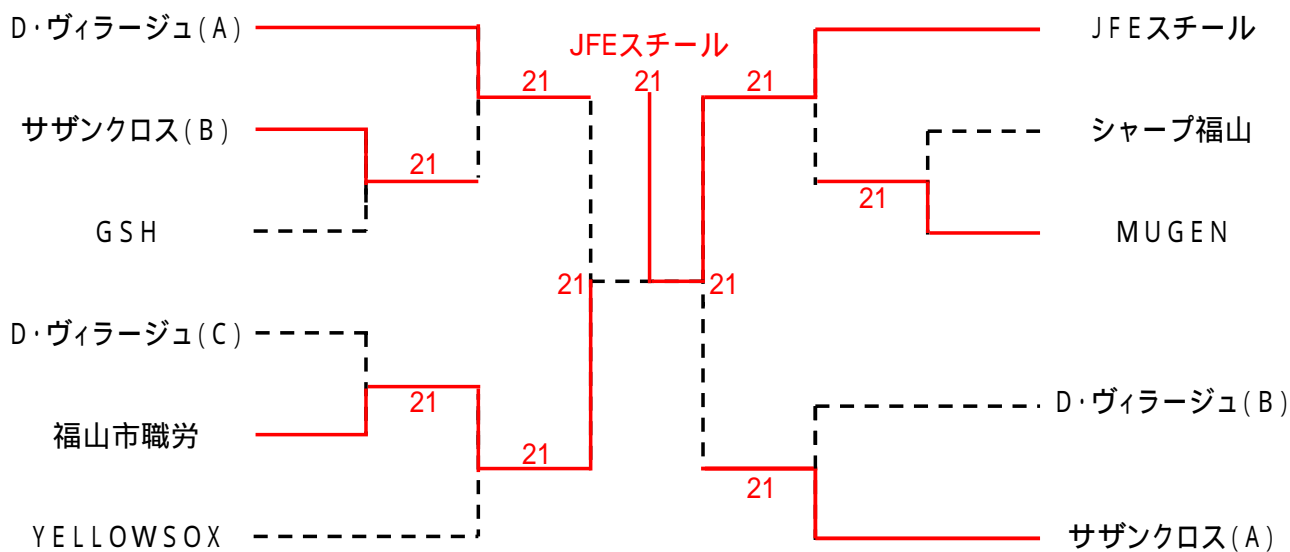 D・ヴィラージュ(A)
JFEスチール
JFEスチール
21
21
21
サザンクロス(B)
シャープ福山
21
21
GSH
MUGEN
21
21
D・ヴィラージュ(C)
21
D・ヴィラージュ(B)
福山市職労
21
21
YELLOWSOX
サザンクロス(A)